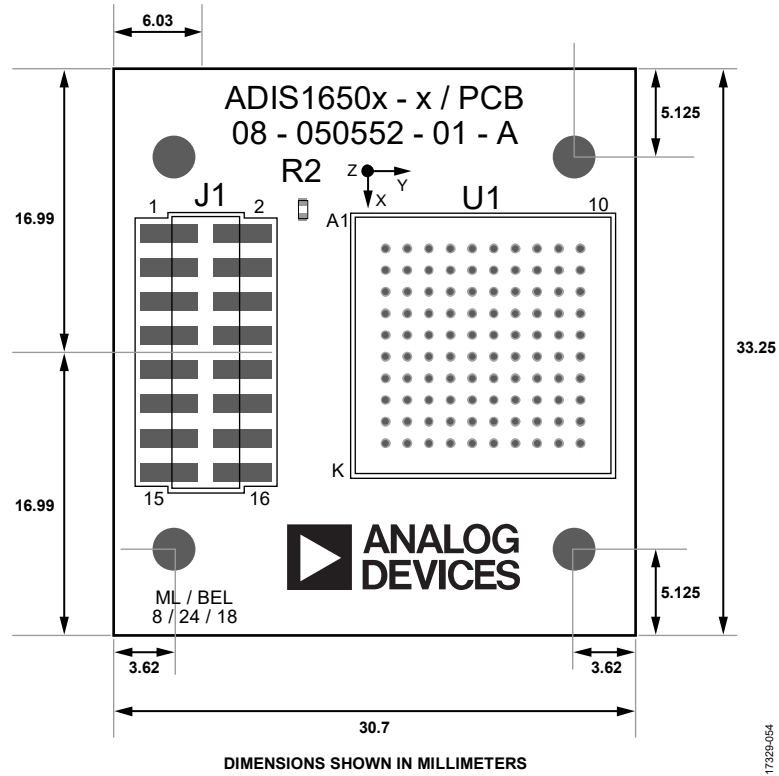 6.03
ADIS1650x - x / PCB
08 - 050552 - 01 - A
5.125
R2
Z
Y
X
J1
1
2
U1
A1
10
16.99
33.25
K
15
16
16.99
ANALOG
DEVICES
5.125
ML / BEL
8 / 24 / 18
3.62
3.62
30.7
DIMENSIONS SHOWN IN MILLIMETERS
17329-054